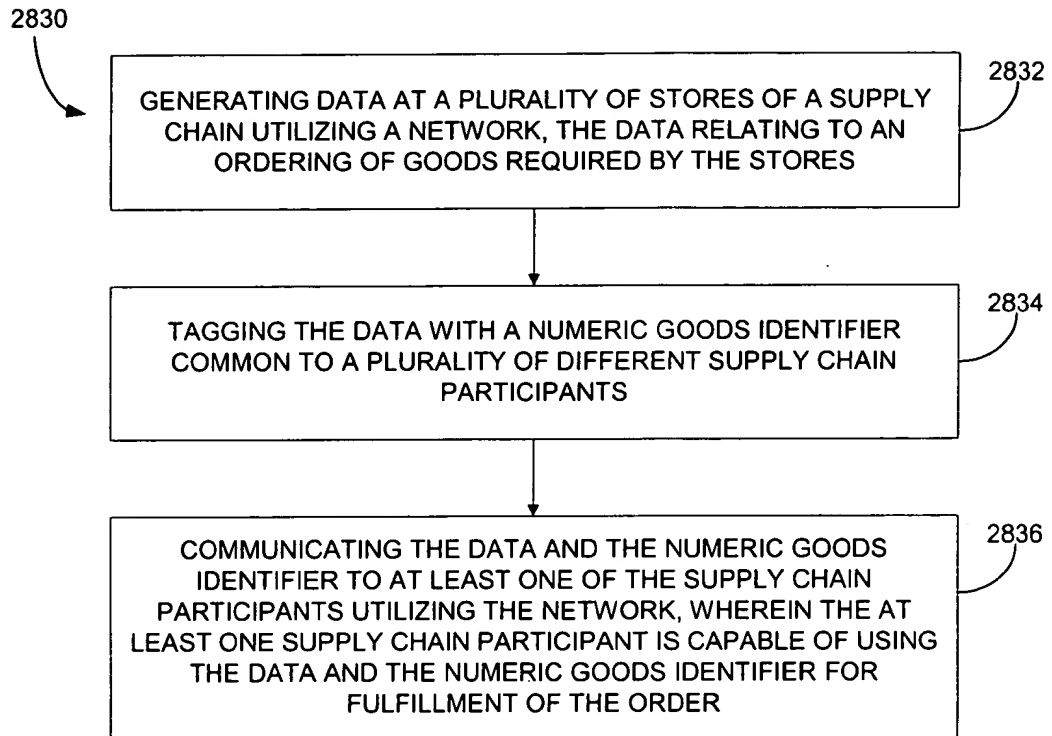 2830
2832
GENERATING DATA AT A PLURALITY OF STORES OF A SUPPLY
CHAIN UTILIZING A NETWORK, THE DATA RELATING TO AN
ORDERING OF GOODS REQUIRED BY THE STORES
2834
TAGGING THE DATA WITH A NUMERIC GOODS IDENTIFIER
COMMON TO A PLURALITY OF DIFFERENT SUPPLY CHAIN
PARTICIPANTS
2836
COMMUNICATING THE DATA AND THE NUMERIC GOODS
IDENTIFIER TO AT LEAST ONE OF THE SUPPLY CHAIN
PARTICIPANTS UTILIZING THE NETWORK, WHEREIN THE AT
LEAST ONE SUPPLY CHAIN PARTICIPANT IS CAPABLE OF USING
THE DATA AND THE NUMERIC GOODS IDENTIFIER FOR
FULFILLMENT OF THE ORDER